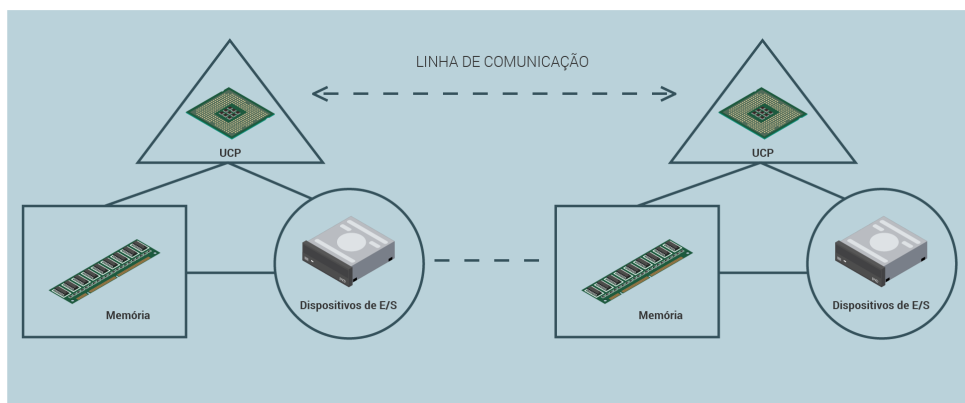 LINHA DE COMUNICAÇÃO
UCP
UCP
Memória
Dispositivos de E/S
Memória
Dispositivos de E/S